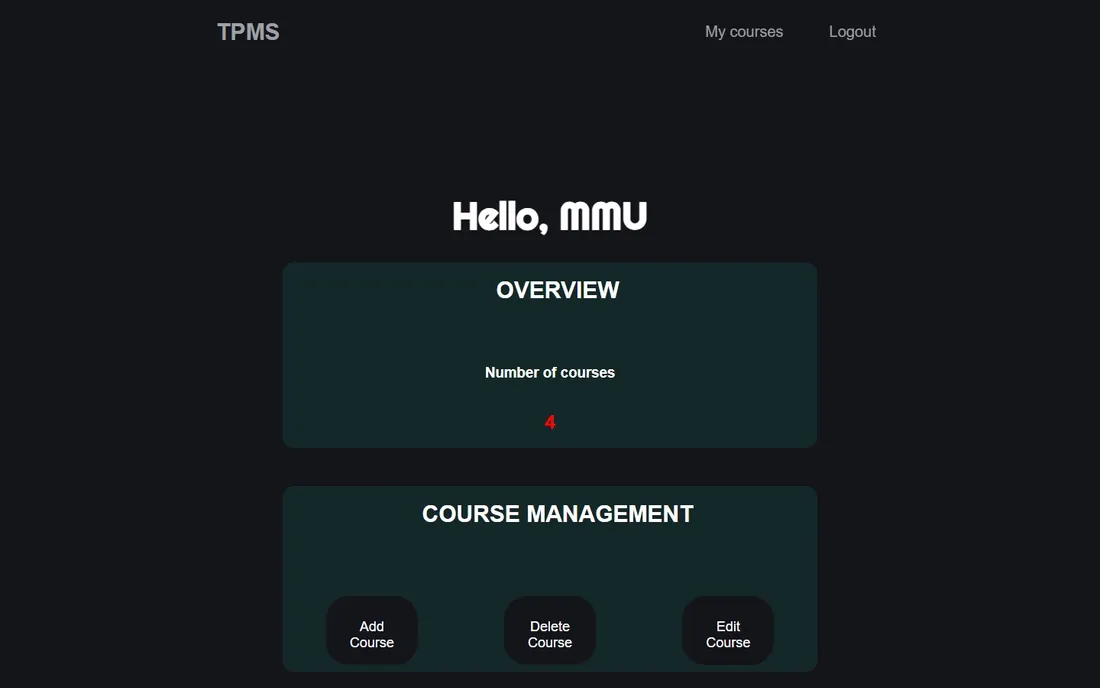 TPMS
My courses
Logout
Hello, MMU
OVERVIEW
Number of courses
4
COURSE MANAGEMENT
Add
Course
Delete
Course
Edit
Course